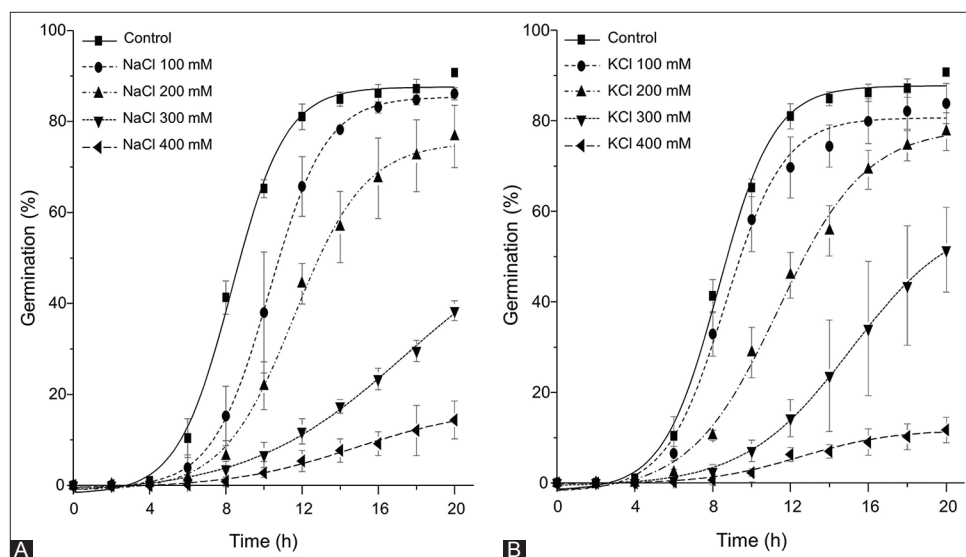 100
80
60
40
20
0
Germination (%)
Control
NaCl 100 mM
NaCl 200 mM
NaCl 300 mM
NaCl 400 mM
0 4 8 12 16 20
Time (h)
A
100
80
60
40
20
0
Germination (%)
Control
KCl 100 mM
KCl 200 mM
KCl 300 mM
KCl 400 mM
0 4 8 12 16 20
Time (h)
B